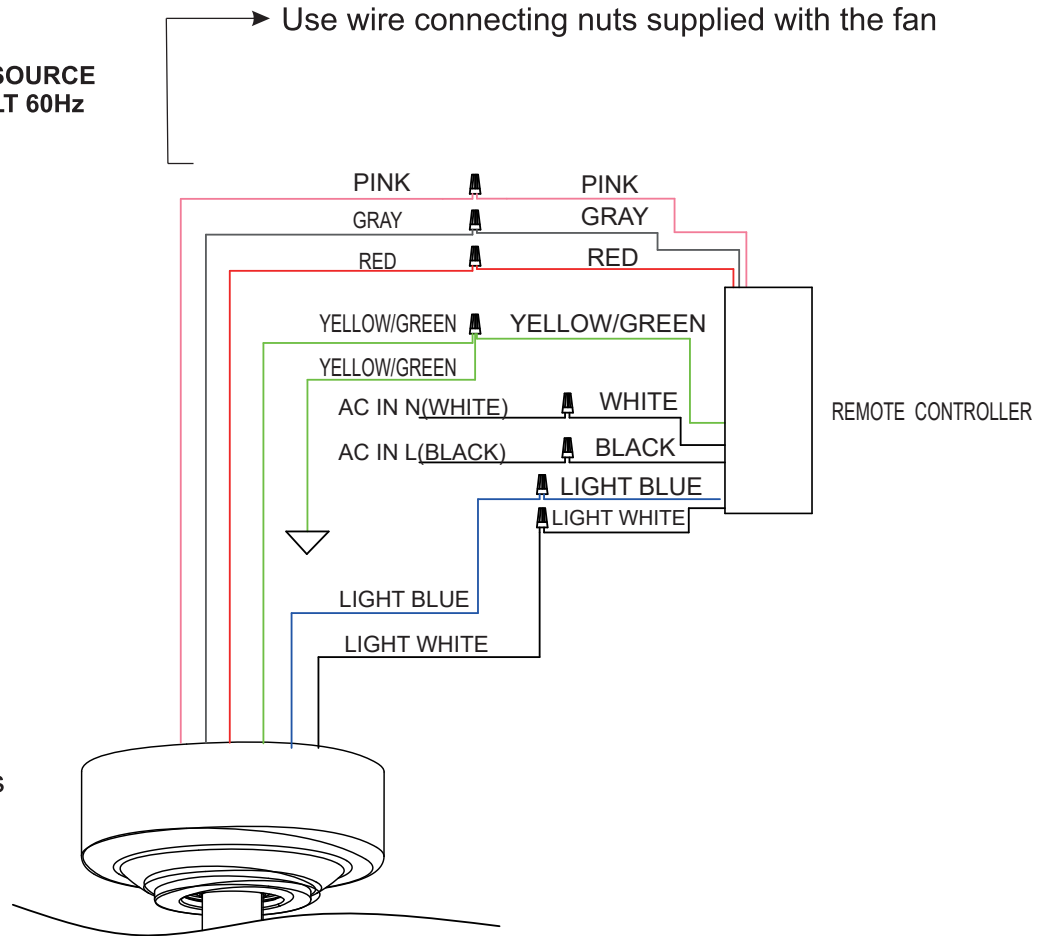 Use wire connecting nuts supplied with the fan
SOURCE
60Hz
PINK PINK
GRAY GRAY
RED RED
YELLOW/GREEN YELLOW/GREEN
YELLOW/GREEN
AC IN N(WHITE) WHITE
REMOTE CONTROLLER
AC IN L(BLACK) BLACK
LIGHT BLUE
LIGHT WHITE
LIGHT BLUE
LIGHT WHITE